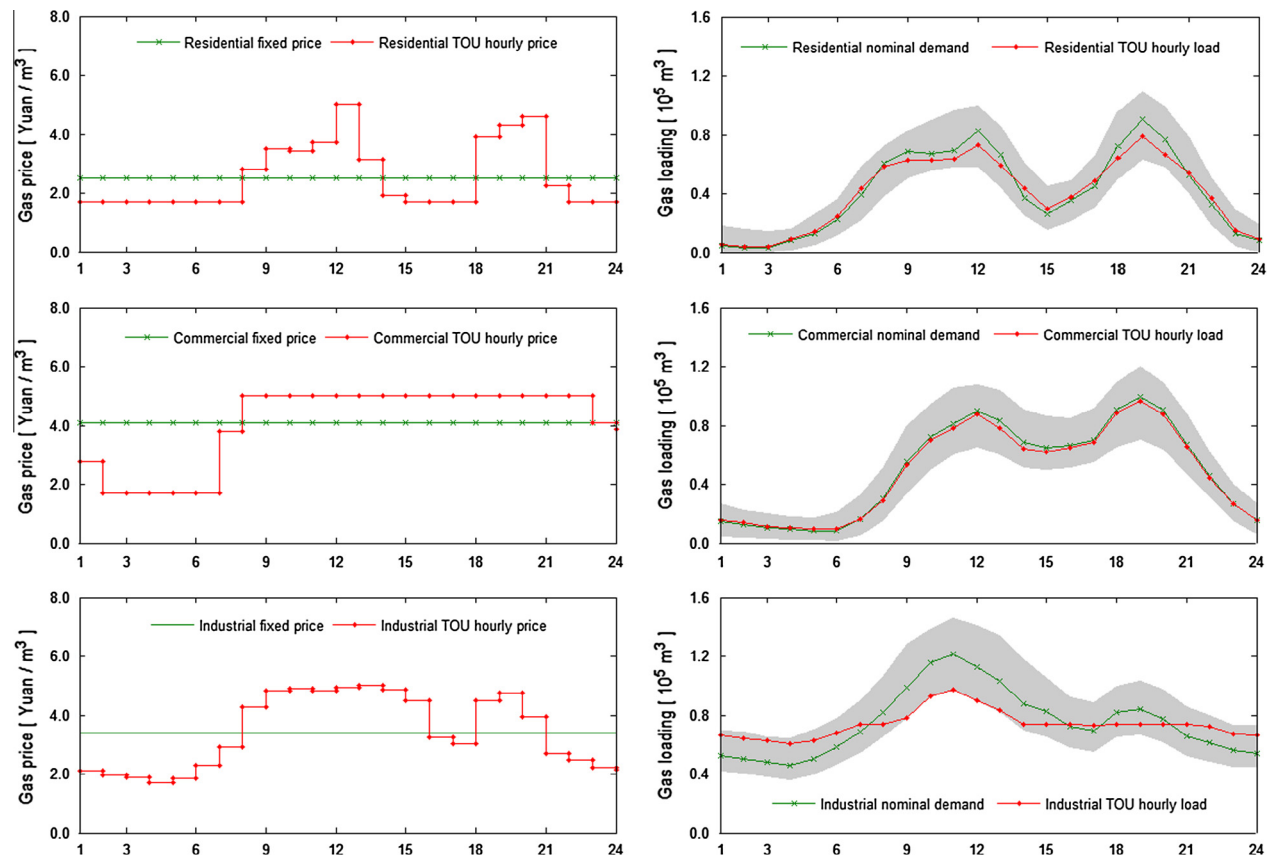 Gas price [ Yuan / m³ ]
8.0
6.0
4.0
2.0
0.0
Residential fixed price
Residential TOU hourly price
1 3 6 9 12 15 18 21 24
Gas loading [ 10⁵ m³ ]
1.6
1.2
0.8
0.4
0.0
Residential nominal demand
Residential TOU hourly load
1 3 6 9 12 15 18 21 24
Gas price [ Yuan / m³ ]
8.0
6.0
4.0
2.0
0.0
Commercial fixed price
Commercial TOU hourly price
1 3 6 9 12 15 18 21 24
Gas loading [ 10⁵ m³ ]
1.6
1.2
0.8
0.4
0.0
Commercial nominal demand
Commercial TOU hourly load
1 3 6 9 12 15 18 21 24
Gas price [ Yuan / m³ ]
8.0
6.0
4.0
2.0
0.0
Industrial fixed price
Industrial TOU hourly price
1 3 6 9 12 15 18 21 24
Gas loading [ 10⁵ m³ ]
1.6
1.2
0.8
0.4
0.0
Industrial nominal demand
Industrial TOU hourly load
1 3 6 9 12 15 18 21 24